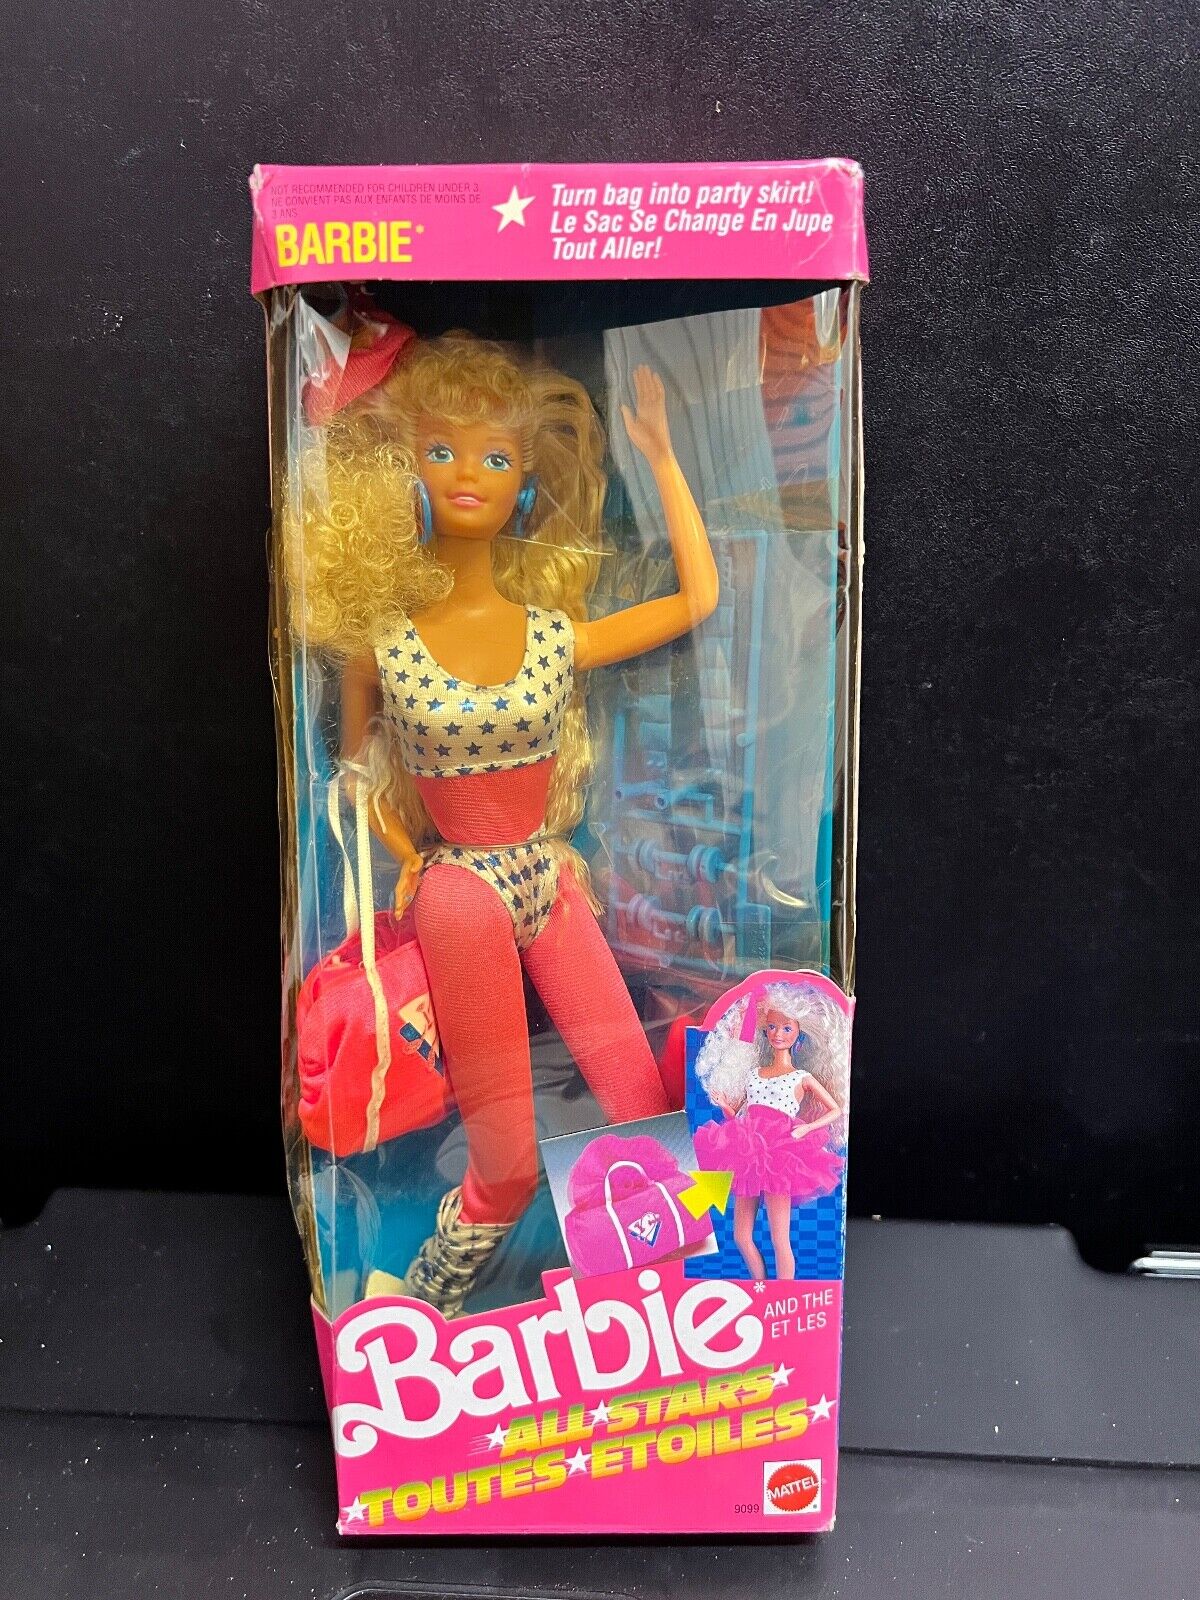 NOT RECOMMENDED FOR CHILDREN UNDER 3.
NE CONVIENT PAS AUX ENFANTS DE MOINS DE
3 ANS
BARBIE*
Turn bag into party skirt!
Le Sac Se Change En Jupe
Tout Aller!
Barbie*
AND THE
ET LES
ALL STARS
TOUTES ETOILES
9099
MATTEL